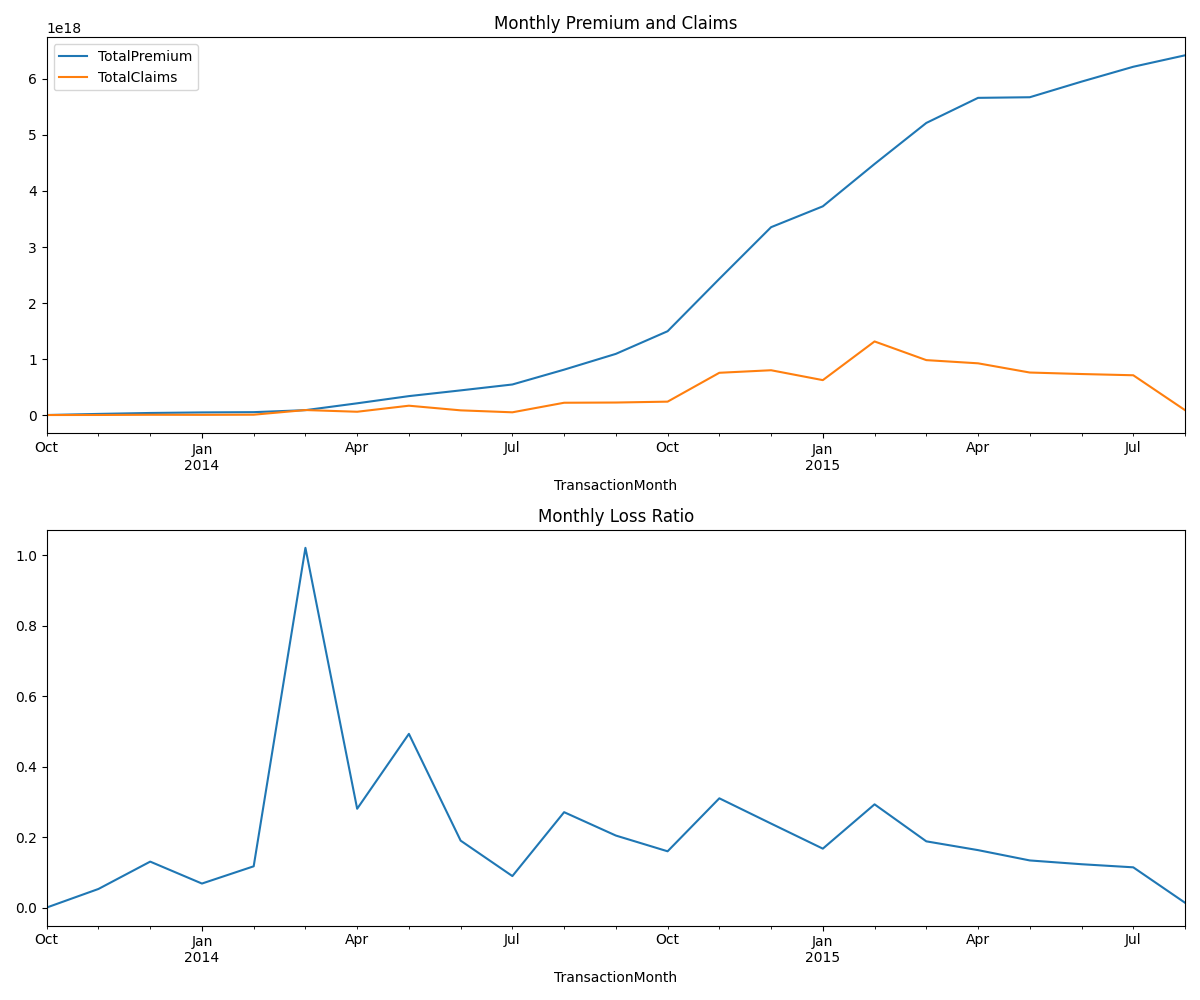 Monthly Premium and Claims
1e18
TotalPremium
TotalClaims
6
5
4
3
2
1
0
Oct Jan Apr Jul Oct Jan Apr Jul
2014 2015
TransactionMonth
Monthly Loss Ratio
1.0
0.8
0.6
0.4
0.2
0.0
Oct Jan Apr Jul Oct Jan Apr Jul
2014 2015
TransactionMonth